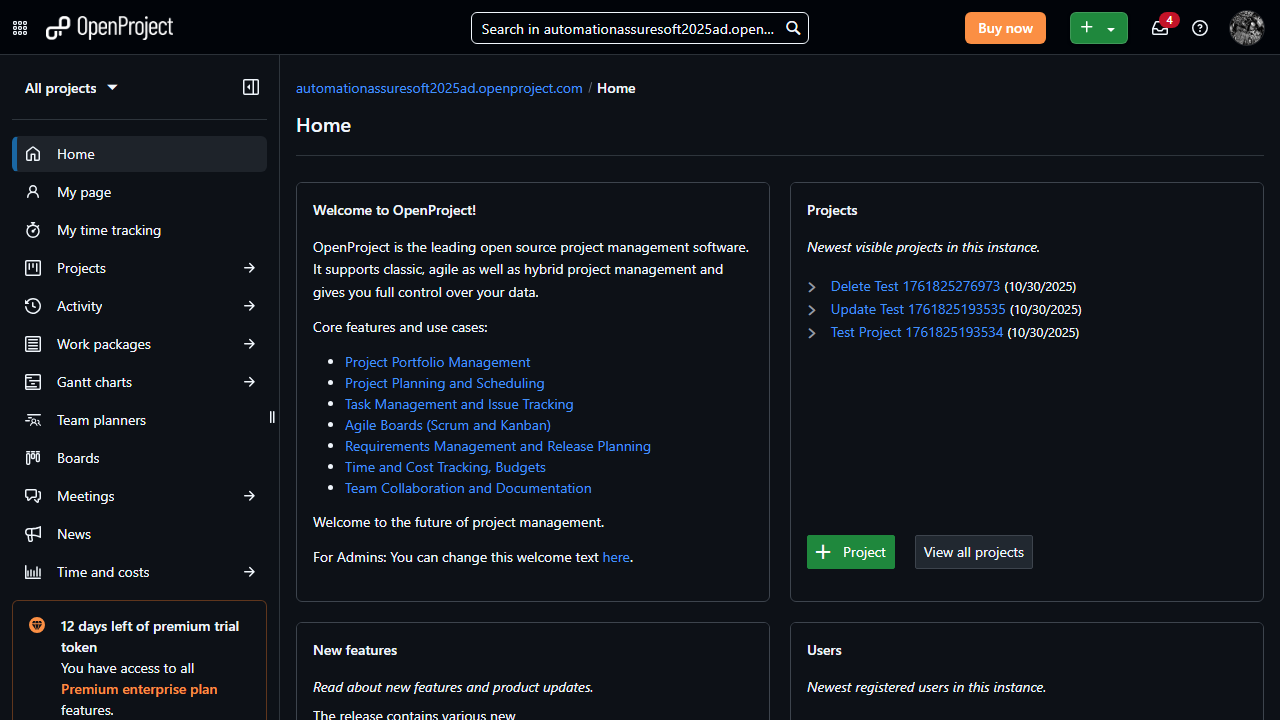 OpenProject
Search in automationassuresoft2025ad.open...
Buy now
4
All projects
automationassuresoft2025ad.openproject.com / Home
Home
Home
My page
My time tracking
Projects
Activity
Work packages
Gantt charts
Team planners
Boards
Meetings
News
Time and costs
12 days left of premium trial
token
You have access to all
Premium enterprise plan
features.
Welcome to OpenProject!
OpenProject is the leading open source project management software.
It supports classic, agile as well as hybrid project management and
gives you full control over your data.
Core features and use cases:
Project Portfolio Management
Project Planning and Scheduling
Task Management and Issue Tracking
Agile Boards (Scrum and Kanban)
Requirements Management and Release Planning
Time and Cost Tracking, Budgets
Team Collaboration and Documentation
Welcome to the future of project management.
For Admins: You can change this welcome text here.
Projects
Newest visible projects in this instance.
Delete Test 1761825276973 (10/30/2025)
Update Test 1761825193535 (10/30/2025)
Test Project 1761825193534 (10/30/2025)
+ Project
View all projects
New features
Read about new features and product updates.
The release contains various new
Users
Newest registered users in this instance.